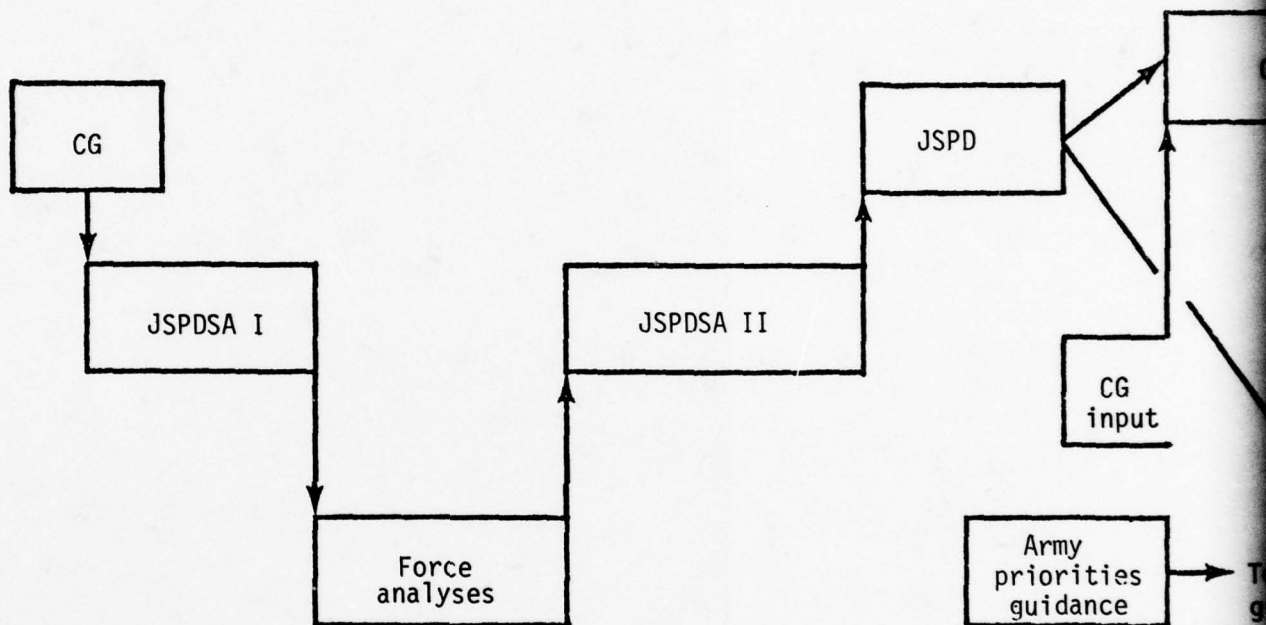 CG
JSPD
JSPDSA I
JSPDSA II
CG
input
Force
analyses
Army
priorities
guidance